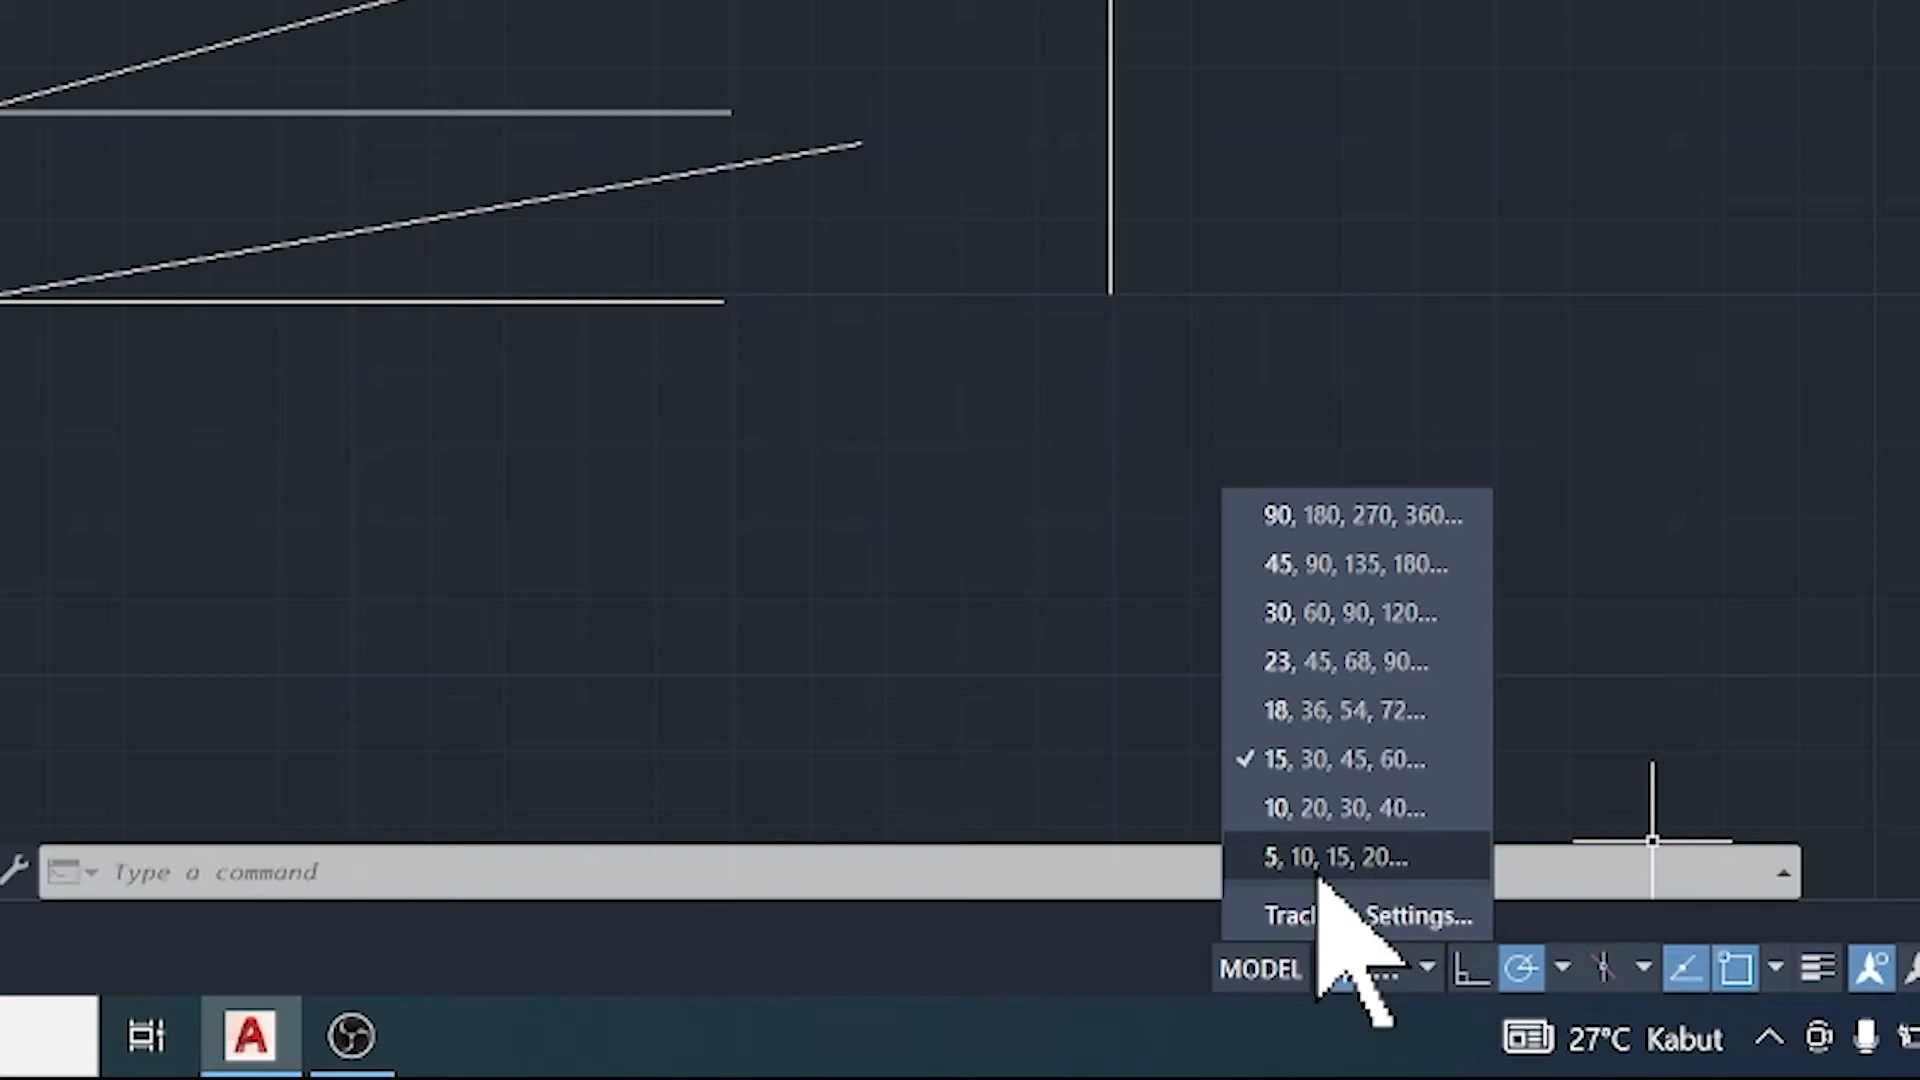 90, 180, 270, 360...
45, 90, 135, 180...
30, 60, 90, 120...
23, 45, 68, 90...
18, 36, 54, 72...
15, 30, 45, 60...
10, 20, 30, 40...
5, 10, 15, 20...
Type a command
Settings...
MODEL
A
27°C Kabut